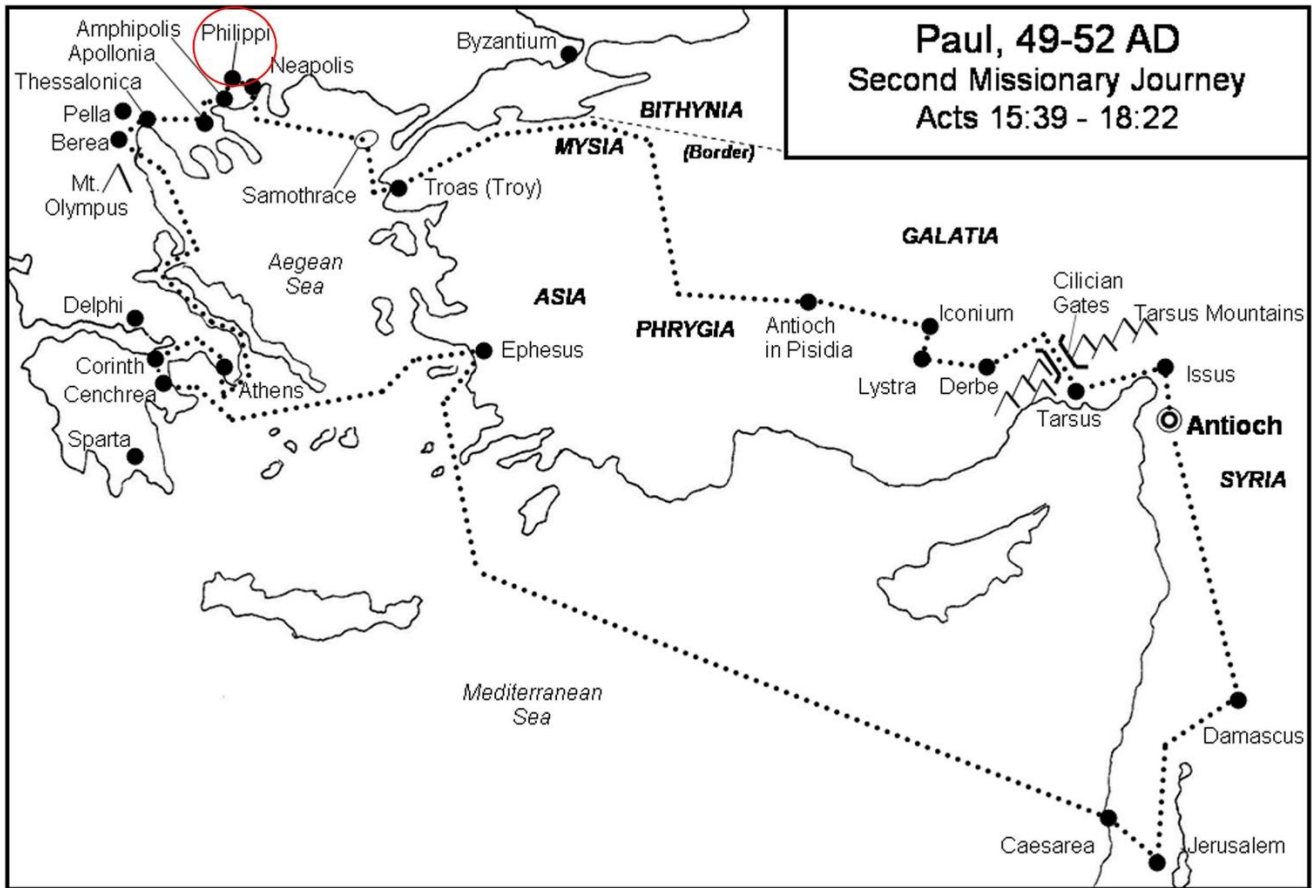 Paul, 49-52 AD
Second Missionary Journey
Acts 15:39 - 18:22
Amphipolis
Philippi
Apollonia
Neapolis
Thessalonica
Byzantium
Pella
Berea
BITHYNIA
MYSIA
(Border)
Mt.
Olympus
Samothrace
Troas (Troy)
GALATIA
Aegean
Sea
Cilician
Gates
ASIA
Delphi
PHRYGIA
Antioch
in Pisidia
Iconium
Tarsus Mountains
Corinth
Ephesus
Cenchrea
Athens
Lystra
Derbe
Issus
Tarsus
Antioch
Sparta
SYRIA
Mediterranean
Sea
Damascus
Caesarea
Jerusalem